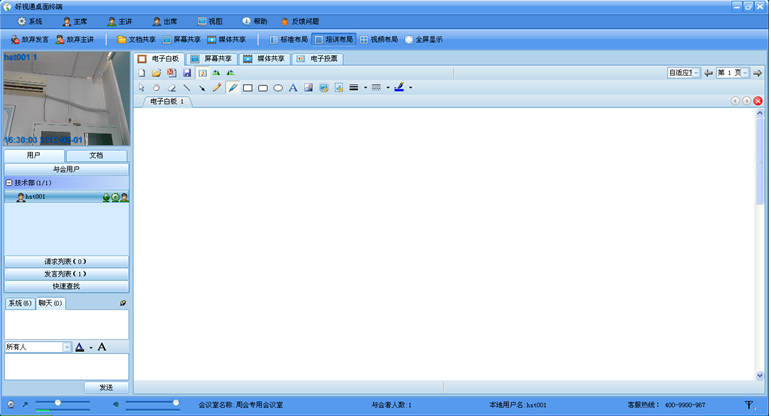 好视通桌面终端
系统 主席 主讲 出席 视图 帮助 反馈问题
放弃发言 放弃主讲 文档共享 屏幕共享 媒体共享 标准布局 培训布局 视频布局 全屏显示
hst001 1
电子白板 屏幕共享 媒体共享 电子投票
自适应 第 1 页
电子白板 1
16:30:03
用户 文档
与会用户
技术部(1/1)
hst001
请求列表(0)
发言列表(1)
快速查找
系统(6) 聊天(0)
所有人 A A
发送
会议室名称:周会专用会议室 与会者人数:1 本地用户名:hst001 客服热线: 400-9900-967